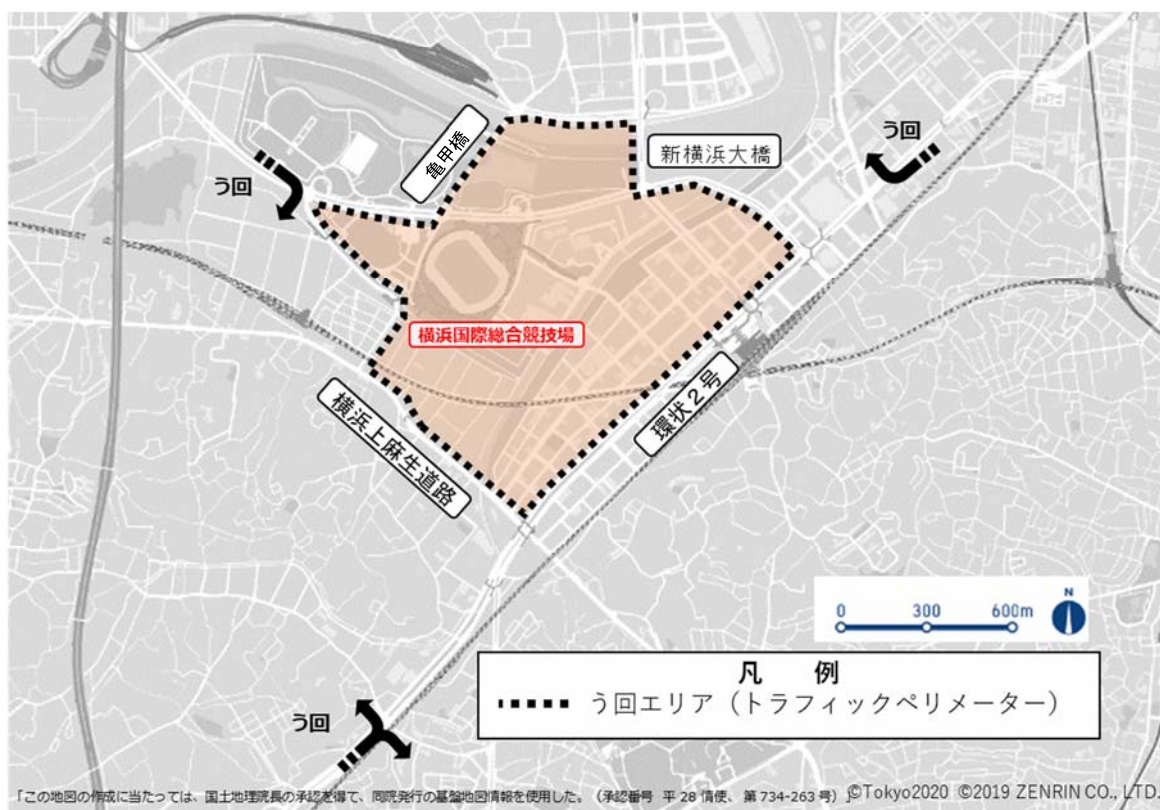 亀甲橋
新横浜大橋
う回
う回
横浜国際総合競技場
環状2号
横浜上麻生道路
N
0 300 600m
凡 例
う回エリア(トラフィックペリメーター)
う回
「この地図の作成に当たっては、国土地理院長の承認を得て、同院発行の基盤地図情報を使用した。(承認番号 平 28 情使、第 734-263 号)」©Tokyo2020 ©2019 ZENRIN CO., LTD.